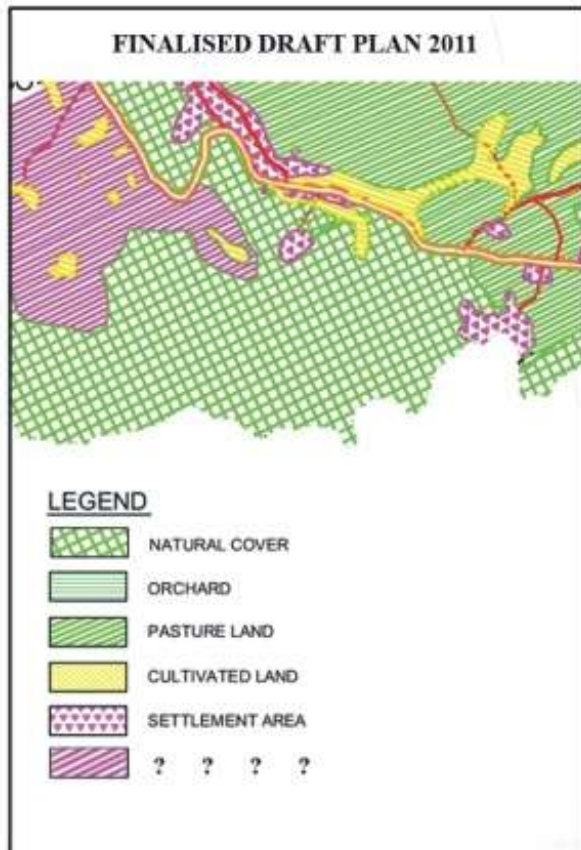 FINALISED DRAFT PLAN 2011
LEGEND
NATURAL COVER
ORCHARD
PASTURE LAND
CULTIVATED LAND
SETTLEMENT AREA
? ? ? ?